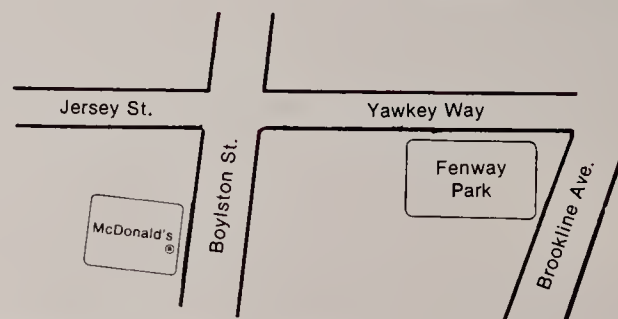 Jersey St.
Yawkey Way
Boylston St.
Fenway
Park
McDonald's
®
Brookline Ave.